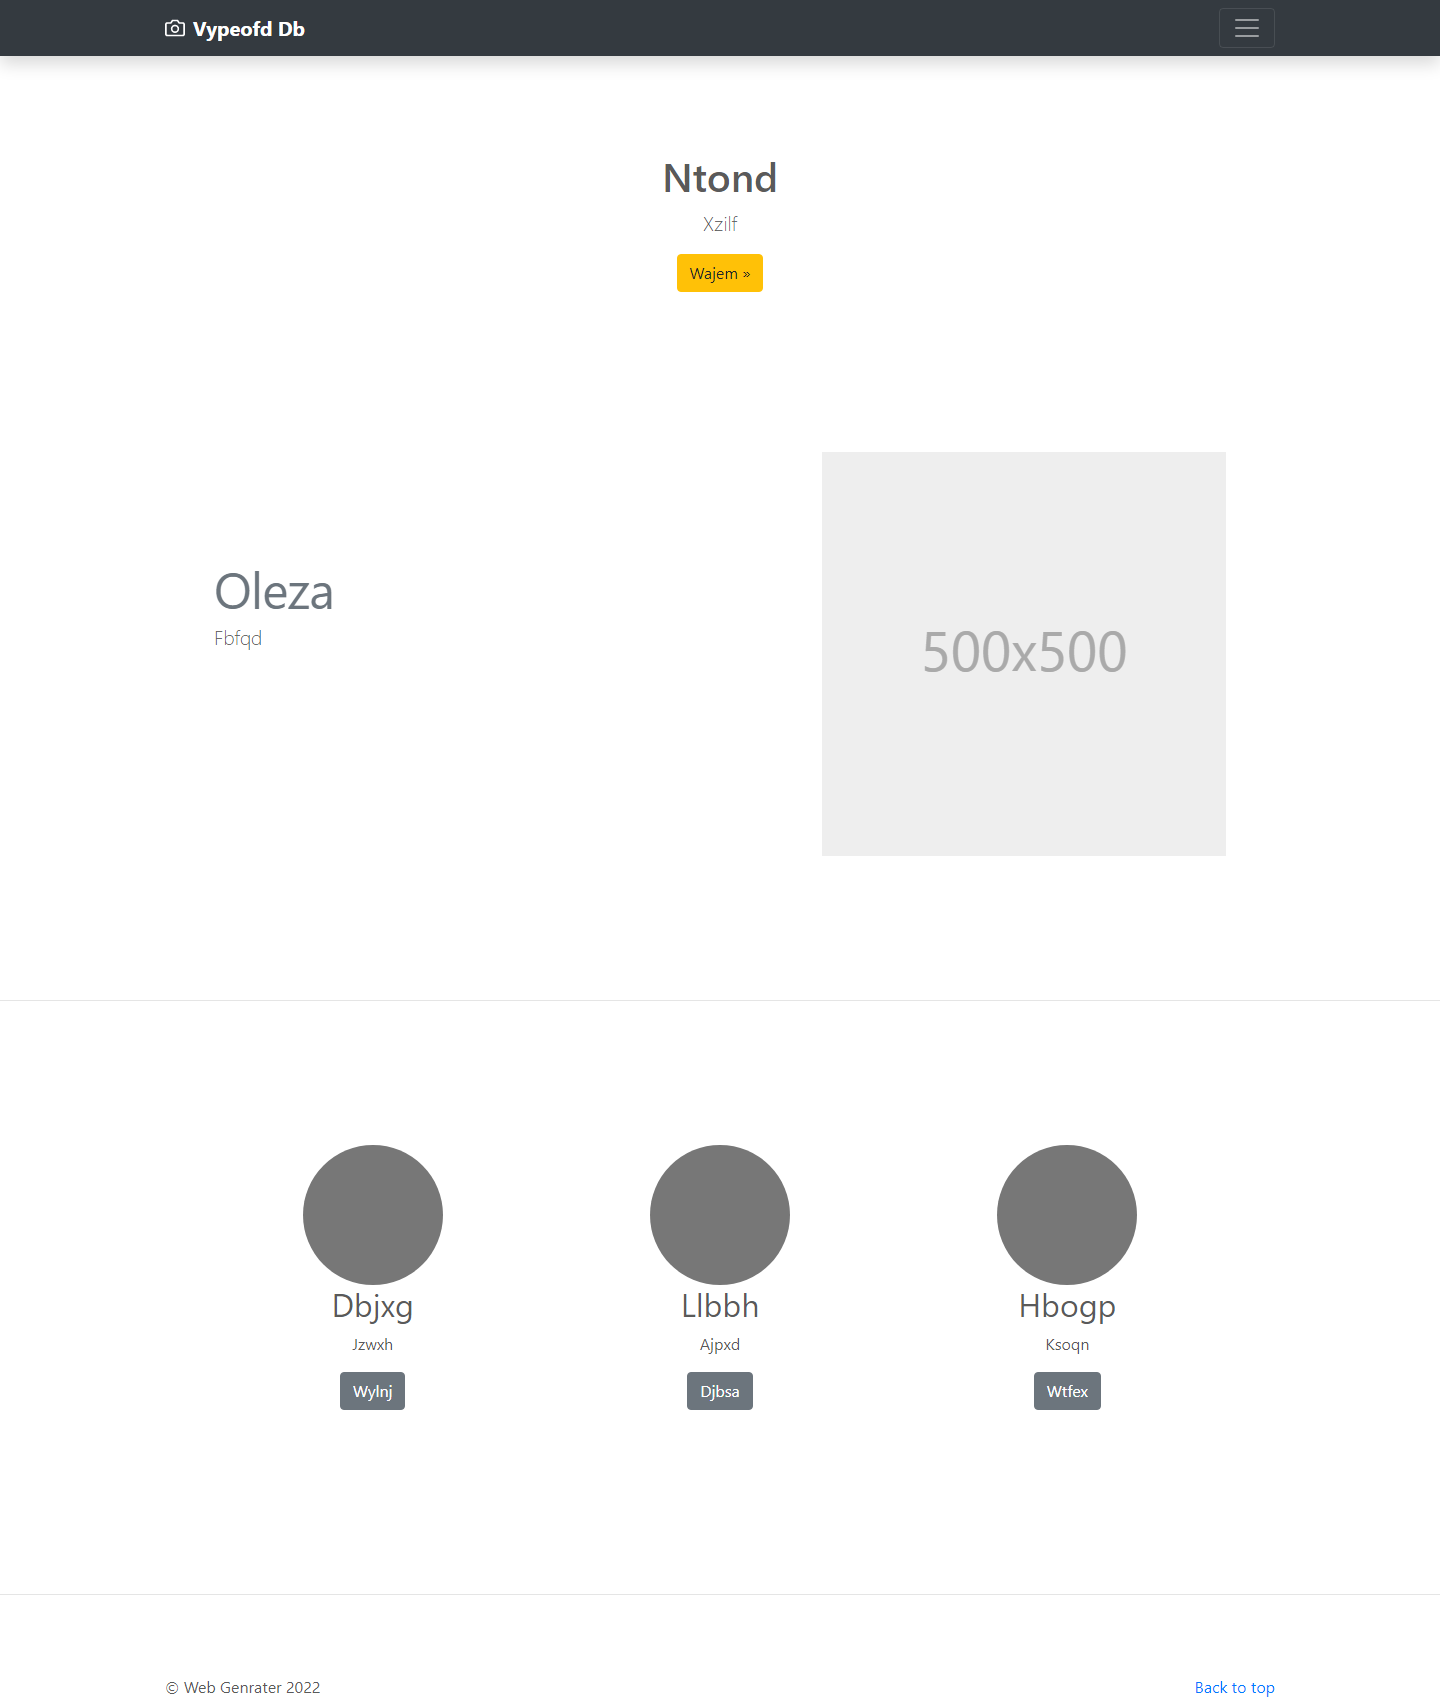 Vypeofd Db
Ntond
Xzilf
Wajem »
Oleza
Fbfqd
500x500
Dbjxg
Jzwxh
Wylnj
Llbbh
Ajpxd
Djbsa
Hbogp
Ksoqn
Wtfex
© Web Genrater 2022
Back to top